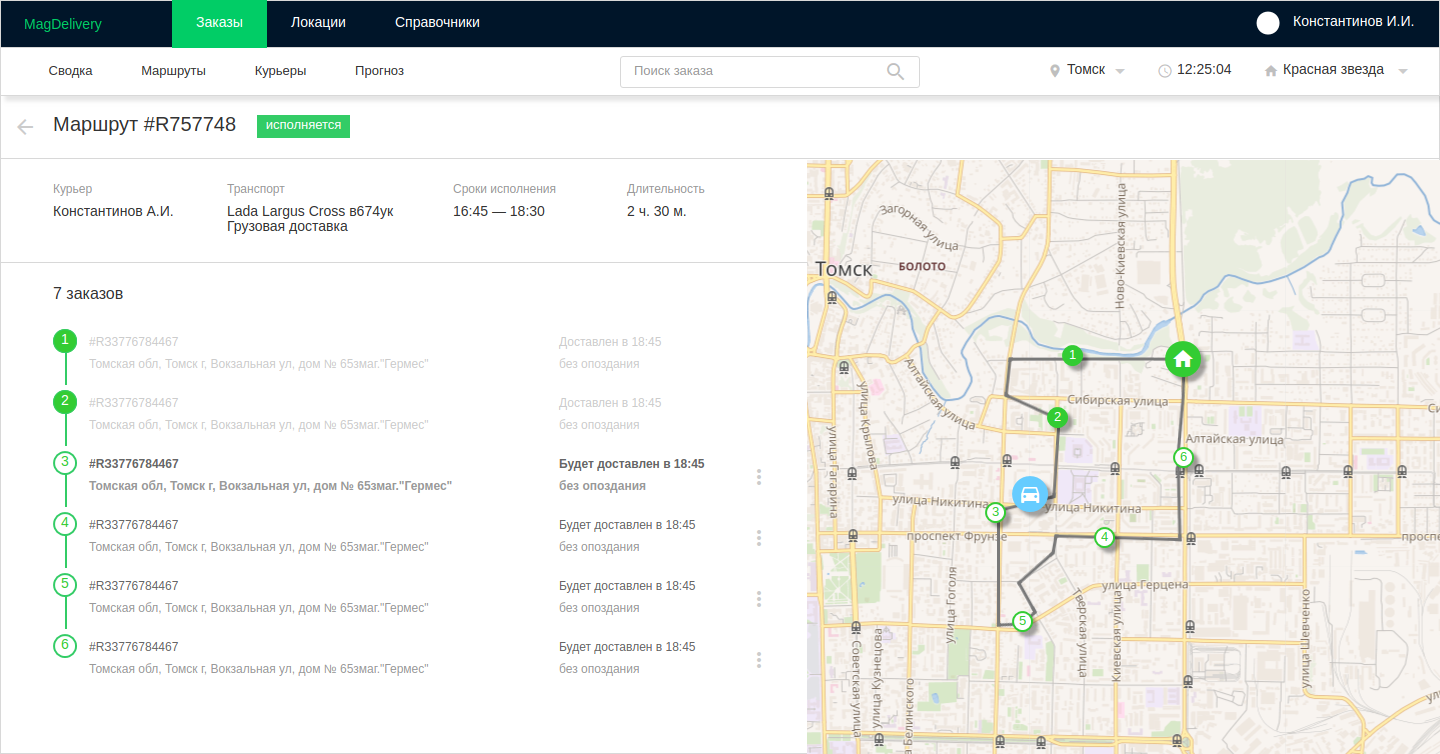 MagDelivery Заказы Локации Справочники Константинов И.И.
Сводка Маршруты Курьеры Прогноз Поиск заказа Томск 12:25:04 Красная звезда
Маршрут #R757748 исполняется
Курьер Транспорт Сроки исполнения Длительность
Константинов А.И. Lada Largus Cross в674ук 16:45 — 18:30 2 ч. 30 м.
Грузовая доставка
7 заказов
1 #R33776784467 Доставлен в 18:45
Томская обл, Томск г, Вокзальная ул, дом № 65змаг."Гермес" без опоздания
2 #R33776784467 Доставлен в 18:45
Томская обл, Томск г, Вокзальная ул, дом № 65змаг."Гермес" без опоздания
3 #R33776784467 Будет доставлен в 18:45
Томская обл, Томск г, Вокзальная ул, дом № 65змаг."Гермес" без опоздания
4 #R33776784467 Будет доставлен в 18:45
Томская обл, Томск г, Вокзальная ул, дом № 65змаг."Гермес" без опоздания
5 #R33776784467 Будет доставлен в 18:45
Томская обл, Томск г, Вокзальная ул, дом № 65змаг."Гермес" без опоздания
6 #R33776784467 Будет доставлен в 18:45
Томская обл, Томск г, Вокзальная ул, дом № 65змаг."Гермес" без опоздания
Загорная улица
Ново-Киевская улица
Томск
БОЛОТО
1
Алтайская улица
улица Крылова
Сибирская улица
2
улица Гагарина
Алтайская улица
6
улица Никитина
3
улица Никитина
проспект Фрунзе
4
улица Гоголя
улица Герцена
Тверская улица
Киевская улица
улица Шевченко
5
Советская улица
улица Кузнецова
Белинского